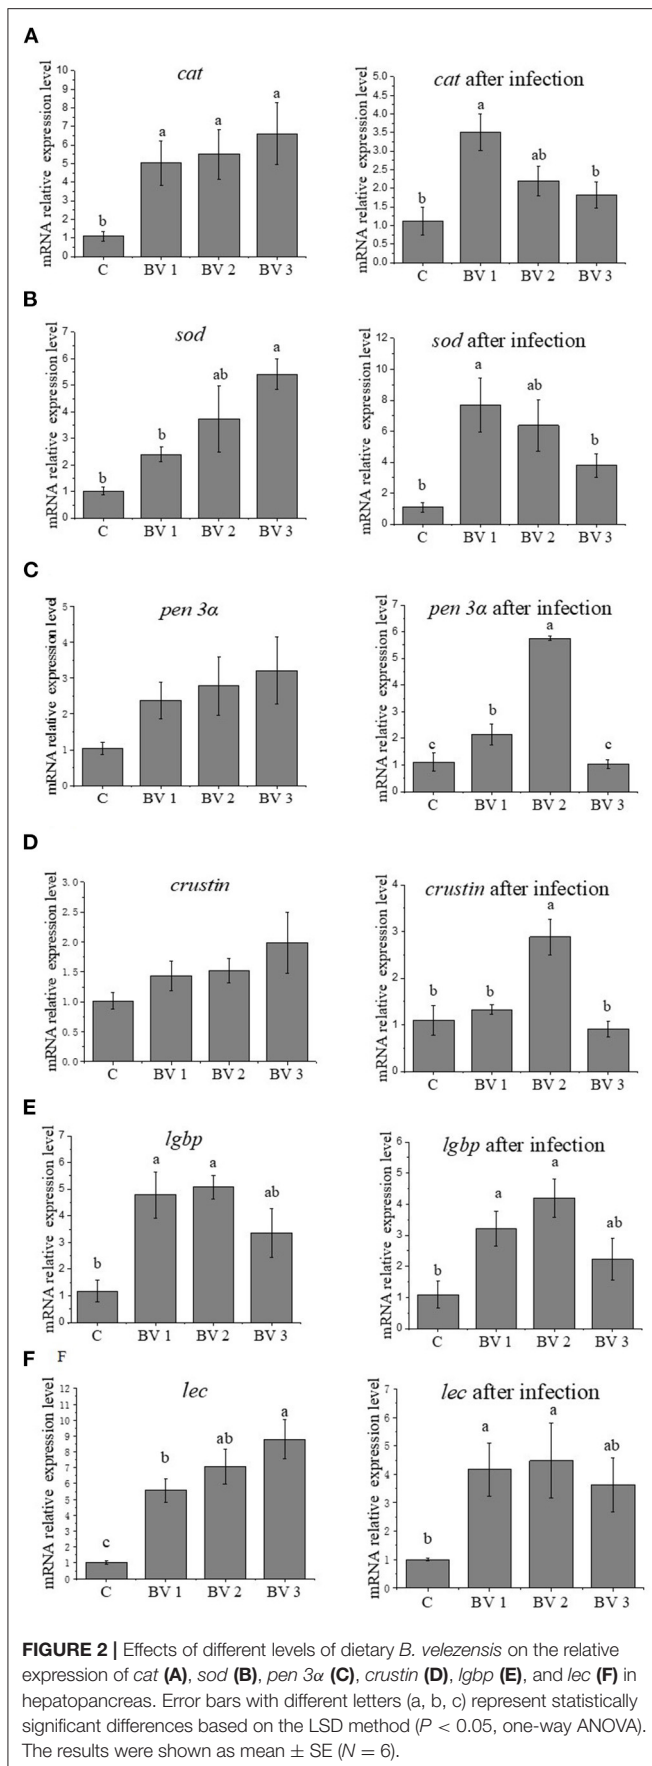 A
cat
mRNA relative expression level
10
9
8
7
6
5
4
3
2
1
0
b
a
a
a
C BV 1 BV 2 BV 3
cat after infection
mRNA relative expression level
5.0
4.5
4.0
3.5
3.0
2.5
2.0
1.5
1.0
0.5
0.0
b
a
ab
b
C BV 1 BV 2 BV 3
B
sod
mRNA relative expression level
7
6
5
4
3
2
1
0
b
b
ab
a
C BV 1 BV 2 BV 3
sod after infection
mRNA relative expression level
12
10
8
6
4
2
0
b
a
ab
b
C BV 1 BV 2 BV 3
C
pen 3α
mRNA relative expression level
5
4
3
2
1
0
C BV 1 BV 2 BV 3
pen 3α after infection
mRNA relative expression level
7
6
5
4
3
2
1
0
c
b
a
c
C BV 1 BV 2 BV 3
D
crustin
mRNA relative expression level
3.0
2.5
2.0
1.5
1.0
0.5
0.0
C BV 1 BV 2 BV 3
crustin after infection
mRNA relative expression level
4
3
2
1
0
b
b
a
b
C BV 1 BV 2 BV 3
E
lgbp
mRNA relative expression level
7
6
5
4
3
2
1
0
b
a
a
ab
C BV 1 BV 2 BV 3
lgbp after infection
mRNA relative expression level
6
5
4
3
2
1
0
b
a
a
ab
C BV 1 BV 2 BV 3
F F
lec
mRNA relative expression level
12
11
10
9
8
7
6
5
4
3
2
1
0
c
b
ab
a
C BV 1 BV 2 BV 3
lec after infection
mRNA relative expression level
7
6
5
4
3
2
1
0
b
a
a
ab
C BV 1 BV 2 BV 3
FIGURE 2 | Effects of different levels of dietary B. velezensis on the relative
expression of cat (A), sod (B), pen 3α (C), crustin (D), lgbp (E), and lec (F) in
hepatopancreas. Error bars with different letters (a, b, c) represent statistically
significant differences based on the LSD method (P < 0.05, one-way ANOVA).
The results were shown as mean ± SE (N = 6).